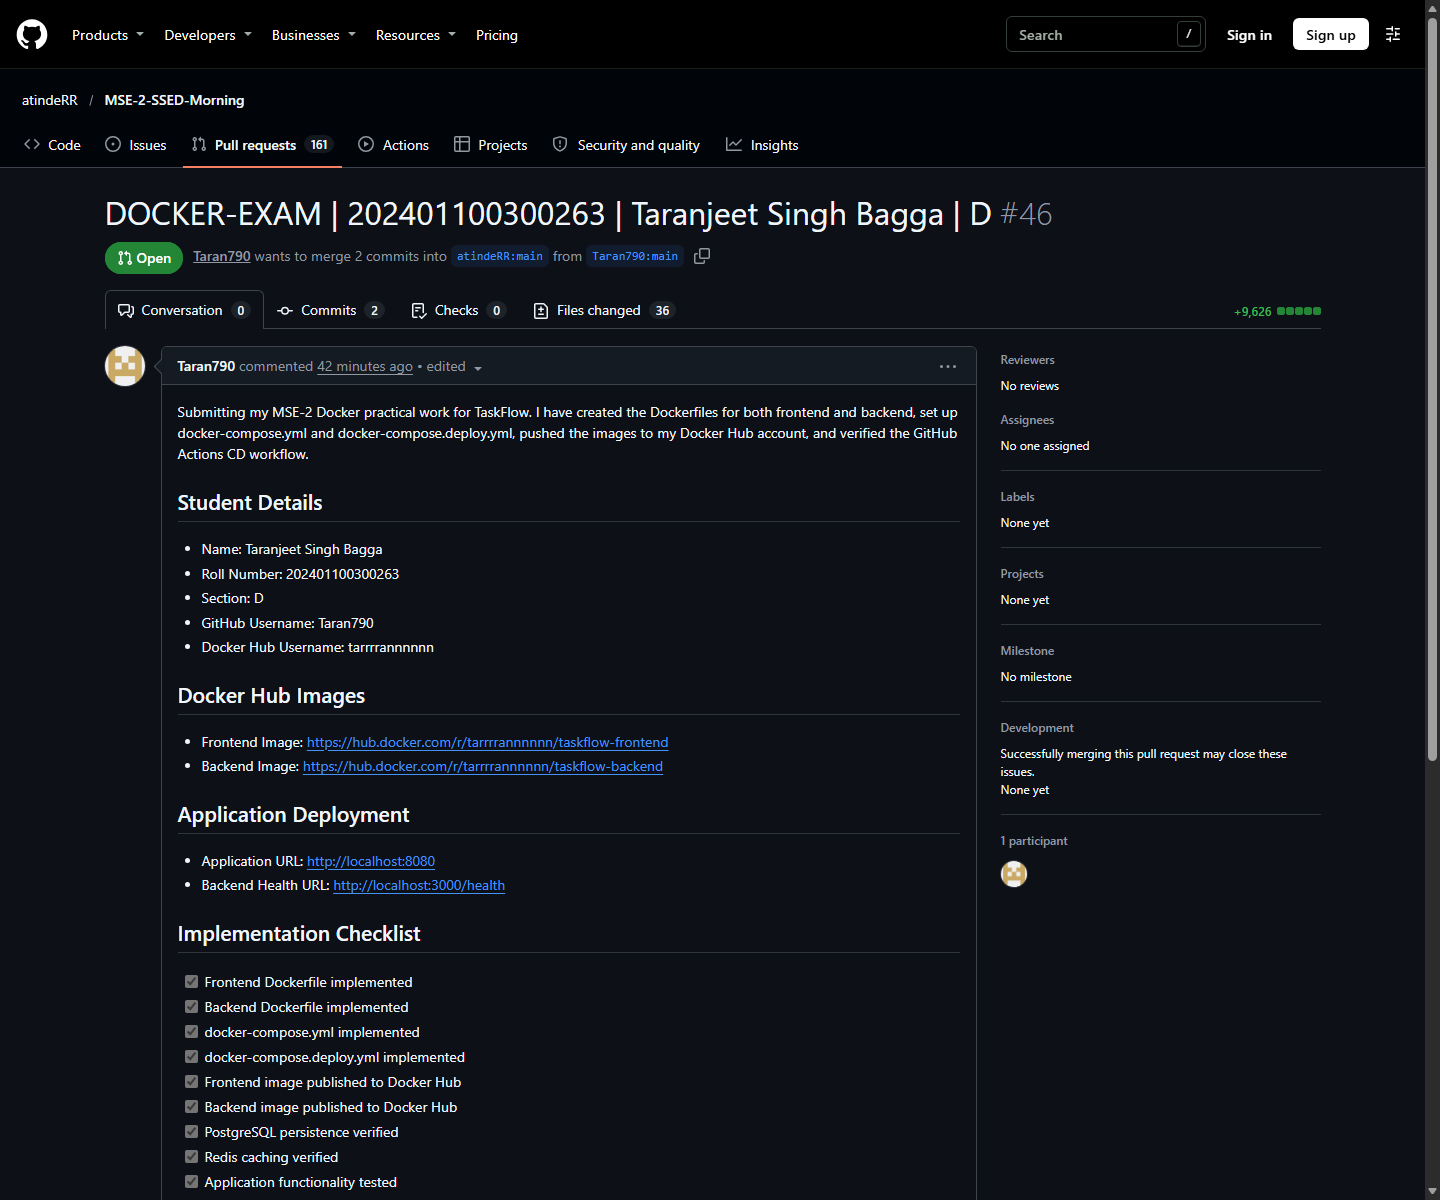 Products Developers Businesses Resources Pricing Search / Sign in Sign up
atindeRR / MSE-2-SSED-Morning
Code Issues Pull requests 161 Actions Projects Security and quality Insights
DOCKER-EXAM | 202401100300263 | Taranjeet Singh Bagga | D #46
Open Taran790 wants to merge 2 commits into atindeRR:main from Taran790:main
Conversation 0 Commits 2 Checks 0 Files changed 36 +9,626
Taran790 commented 42 minutes ago • edited
Submitting my MSE-2 Docker practical work for TaskFlow. I have created the Dockerfiles for both frontend and backend, set up
docker-compose.yml and docker-compose.deploy.yml, pushed the images to my Docker Hub account, and verified the GitHub
Actions CD workflow.
Student Details
Name: Taranjeet Singh Bagga
Roll Number: 202401100300263
Section: D
GitHub Username: Taran790
Docker Hub Username: tarrrrannnnnn
Docker Hub Images
Frontend Image: https://hub.docker.com/r/tarrrrannnnnn/taskflow-frontend
Backend Image: https://hub.docker.com/r/tarrrrannnnnn/taskflow-backend
Application Deployment
Application URL: http://localhost:8080
Backend Health URL: http://localhost:3000/health
Implementation Checklist
Frontend Dockerfile implemented
Backend Dockerfile implemented
docker-compose.yml implemented
docker-compose.deploy.yml implemented
Frontend image published to Docker Hub
Backend image published to Docker Hub
PostgreSQL persistence verified
Redis caching verified
Application functionality tested
Reviewers
No reviews
Assignees
No one assigned
Labels
None yet
Projects
None yet
Milestone
No milestone
Development
Successfully merging this pull request may close these
issues.
None yet
1 participant